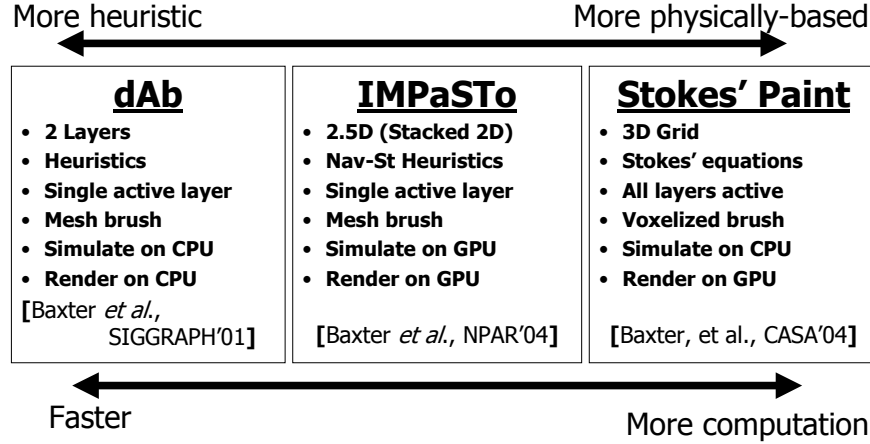 More heuristic
More physically-based
dAb
• 2 Layers
• Heuristics
• Single active layer
• Mesh brush
• Simulate on CPU
• Render on CPU
[Baxter et al.,
SIGGRAPH'01]
IMPaSTo
• 2.5D (Stacked 2D)
• Nav-St Heuristics
• Single active layer
• Mesh brush
• Simulate on GPU
• Render on GPU
[Baxter et al., NPAR'04]
Stokes' Paint
• 3D Grid
• Stokes' equations
• All layers active
• Voxelized brush
• Simulate on CPU
• Render on GPU
[Baxter, et al., CASA'04]
Faster
More computation